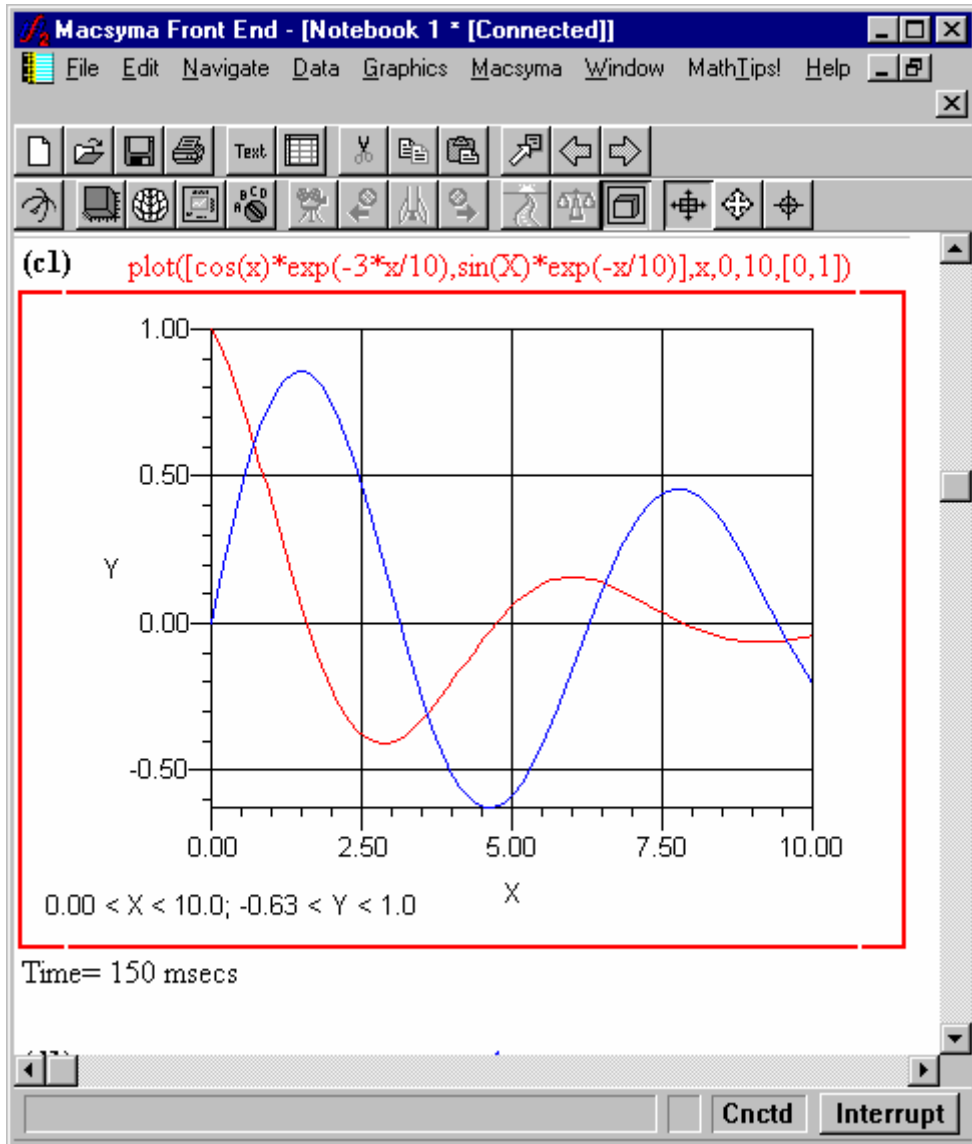 Macsyma Front End - [Notebook 1 * [Connected]]
File Edit Navigate Data Graphics Macsyma Window MathTips! Help
Text
A B C D
(c1) plot([cos(x)*exp(-3*x/10),sin(X)*exp(-x/10)],x,0,10,[0,1])
1.00
0.50
Y
0.00
-0.50
0.00 2.50 5.00 7.50 10.00
X
0.00 < X < 10.0; -0.63 < Y < 1.0
Time= 150 msecs
Cnctd Interrupt